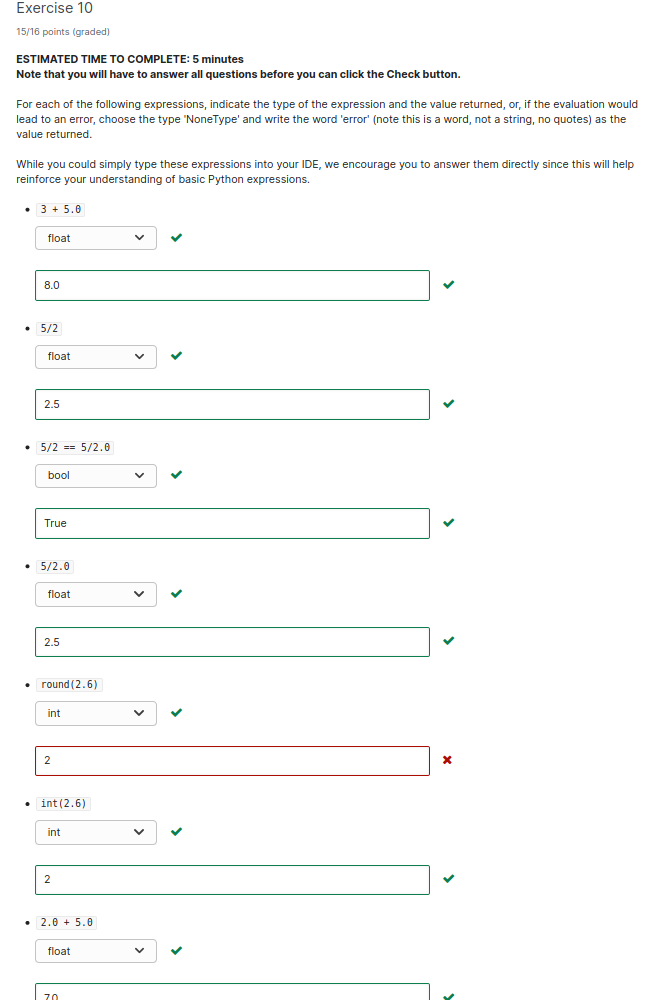 Exercise 10
15/16 points (graded)
ESTIMATED TIME TO COMPLETE: 5 minutes
Note that you will have to answer all questions before you can click the Check button.
For each of the following expressions, indicate the type of the expression and the value returned, or, if the evaluation would
lead to an error, choose the type 'NoneType' and write the word 'error' (note this is a word, not a string, no quotes) as the
value returned.
While you could simply type these expressions into your IDE, we encourage you to answer them directly since this will help
reinforce your understanding of basic Python expressions.
3 + 5.0
float
8.0
5/2
float
2.5
5/2 == 5/2.0
bool
True
5/2.0
float
2.5
round(2.6)
int
2
int(2.6)
int
2
2.0 + 5.0
float
7.0